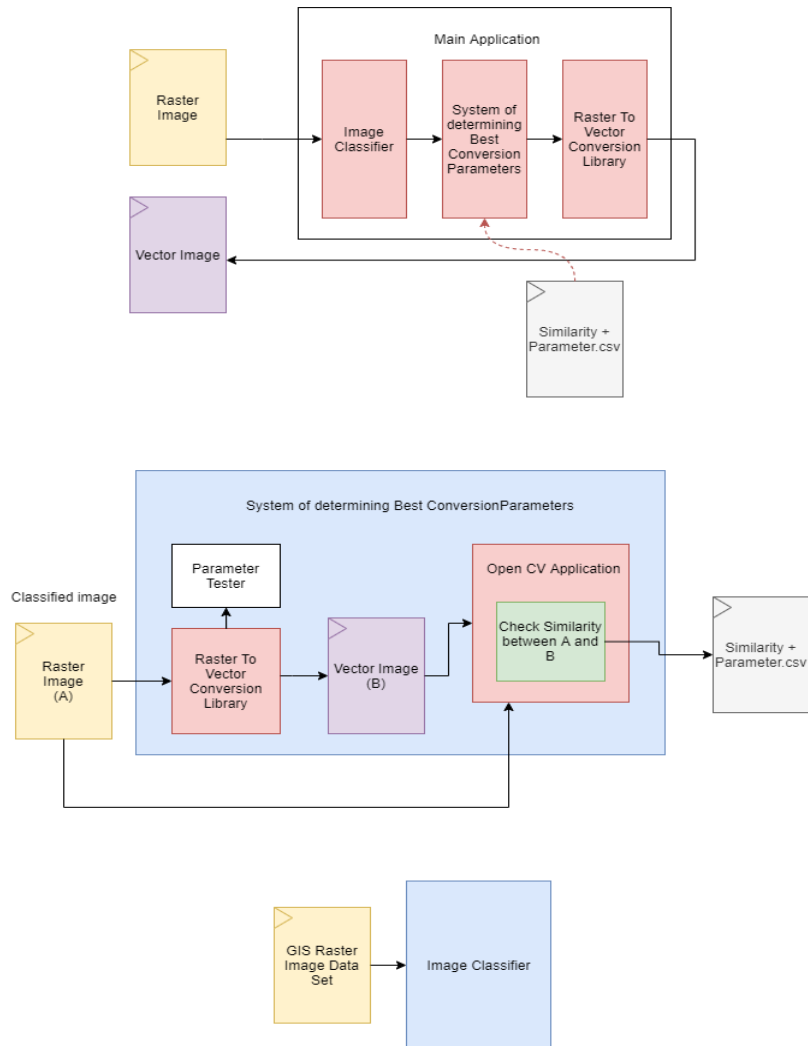 Main Application
Raster
Image
Image
Classifier
System of
determining
Best
Conversion
Parameters
Raster To
Vector
Conversion
Library
Vector Image
Similarity +
Parameter.csv
System of determining Best ConversionParameters
Parameter
Tester
Open CV Application
Classified image
Check Similarity
between A and
B
Raster
Image
(A)
Raster To
Vector
Conversion
Library
Vector Image
(B)
Similarity +
Parameter.csv
GIS Raster
Image Data
Set
Image Classifier